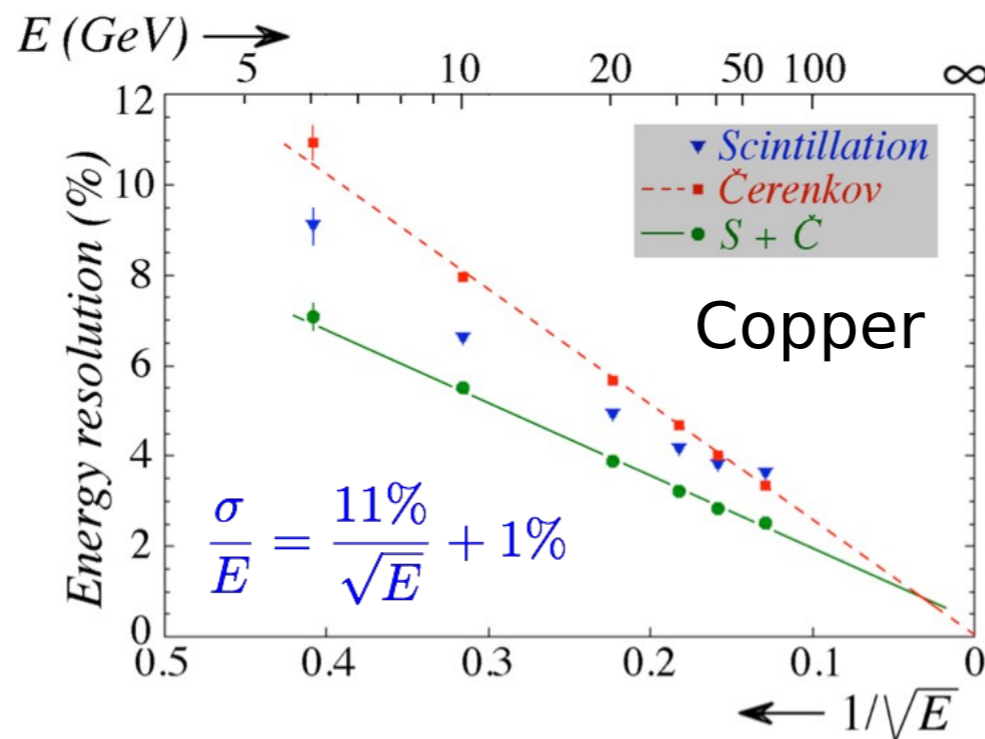 E (GeV) →
5 10 20 50 100 ∞
12
10
8
6
4
2
0
Energy resolution (%)
Scintillation
Čerenkov
S + Č
Copper
σ/E = 11%/√E + 1%
0.5 0.4 0.3 0.2 0.1 0
← 1/√E